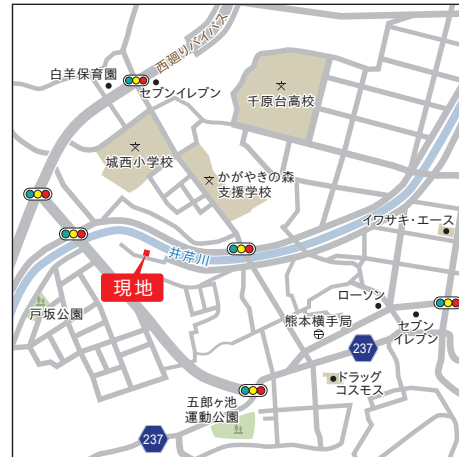 西廻りバイパス
白羊保育園
セブンイレブン
千原台高校
城西小学校
かがやきの森
支援学校
イワサキ・エース
井芹川
現地
戸坂公園
ローソン
熊本横手局
セブン
イレブン
237
ドラッグ
コスモス
五郎ヶ池
運動公園
237